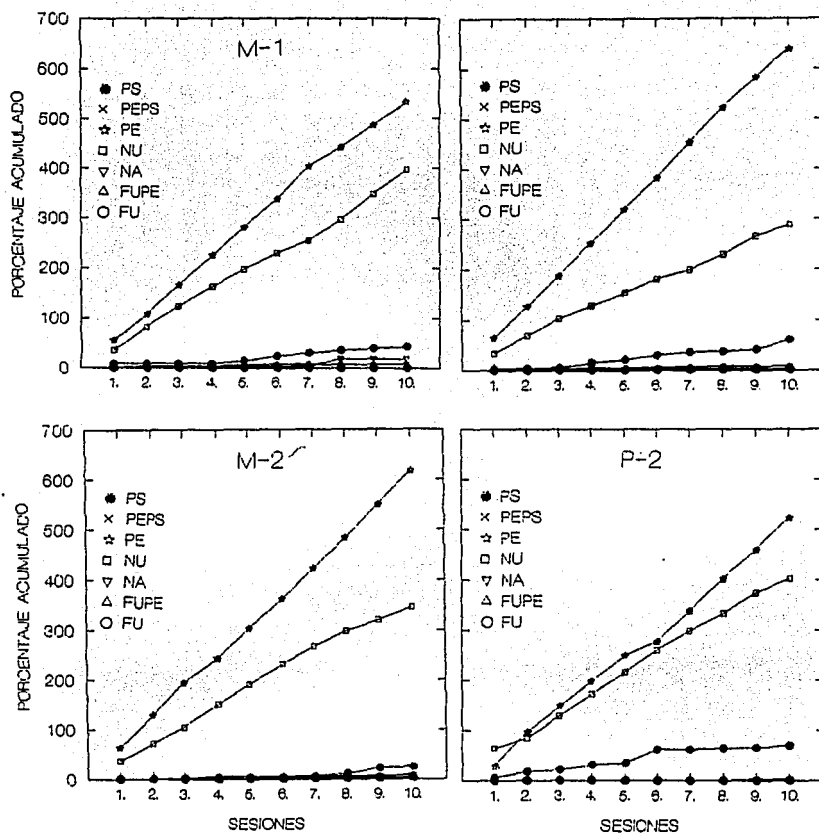 M-1
PORCENTAJE ACUMULADO
700
600
500
400
300
200
100
0
PS
PEPS
PE
NU
NA
FUPE
FU
1. 2. 3. 4. 5. 6. 7. 8. 9. 10.
PS
PEPS
PE
NU
NA
FUPE
FU
1. 2. 3. 4. 5. 6. 7. 8. 9. 10.
M-2
PORCENTAJE ACUMULADO
700
600
500
400
300
200
100
0
PS
PEPS
PE
NU
NA
FUPE
FU
1. 2. 3. 4. 5. 6. 7. 8. 9. 10.
SESIONES
P-2
PS
PEPS
PE
NU
NA
FUPE
FU
1. 2. 3. 4. 5. 6. 7. 8. 9. 10.
SESIONES